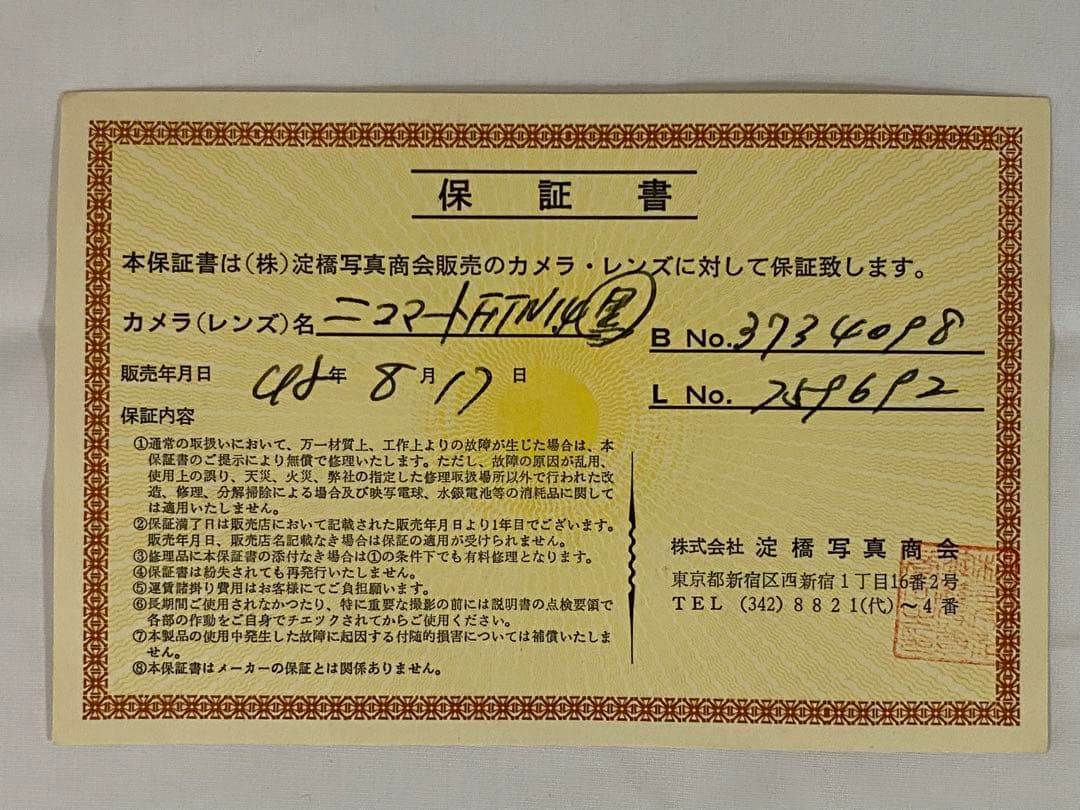 保証書
本保証書は(株)淀橋写真商会販売のカメラ・レンズに対して保証致します。
カメラ(レンズ)名 ニコマートFTN1.4黒
B No. 3734098
販売年月日 48年8月17日
L No. 759692
保証内容
①通常の取扱いにおいて、万一材質上、工作上よりの故障が生じた場合は、本
保証書のご提示により無償で修理いたします。ただし、故障の原因が乱用、
使用上の誤り、天災、火災、弊社の指定した修理取扱場所以外で行われた改
造、修理、分解掃除による場合及び映写電球、水銀電池等の消耗品に関して
は適用いたしません。
②保証満了日は販売店において記載された販売年月日より1年目でございます。
販売年月日、販売店名記載なき場合は保証の適用が受けられません。
③修理品に本保証書の添付なき場合は①の条件下でも有料修理となります。
④保証書は紛失されても再発行いたしません。
⑤運賃諸掛り費用はお客様にてご負担願います。
⑥長期間ご使用されなかつたり、特に重要な撮影の前には説明書の点検要領で
各部の作動をご自身でチエックされてからご使用ください。
⑦本製品の使用中発生した故障に起因する付随的損害については補償いたしま
せん。
⑧本保証書はメーカーの保証とは関係ありません。
株式会社 淀橋写真商会
東京都新宿区西新宿1丁目16番2号
TEL (342) 8821(代)〜4番